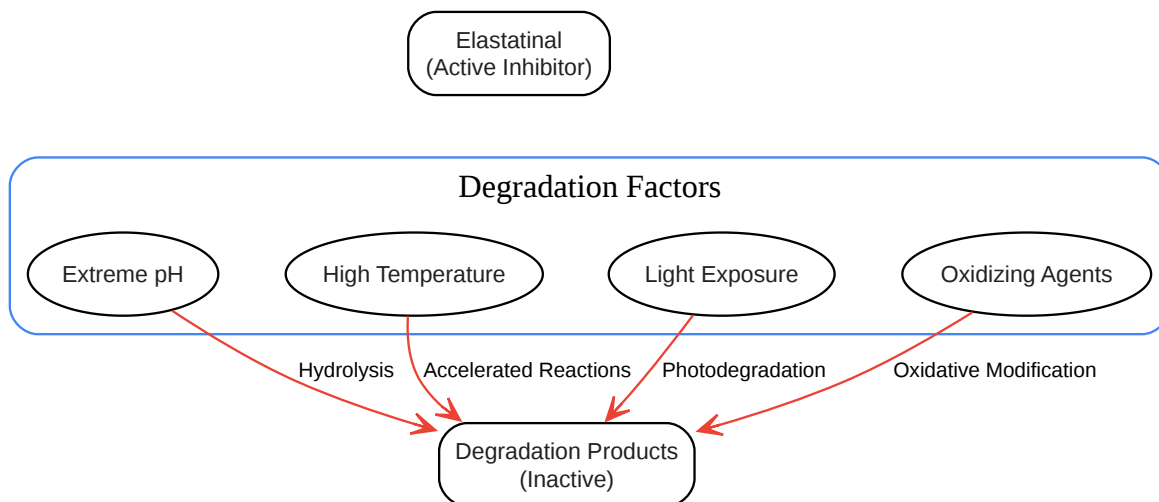 Elastatinal
(Active Inhibitor)
Degradation Factors
Extreme pH
High Temperature
Light Exposure
Oxidizing Agents
Hydrolysis
Accelerated Reactions
Photodegradation
Oxidative Modification
Degradation Products
(Inactive)